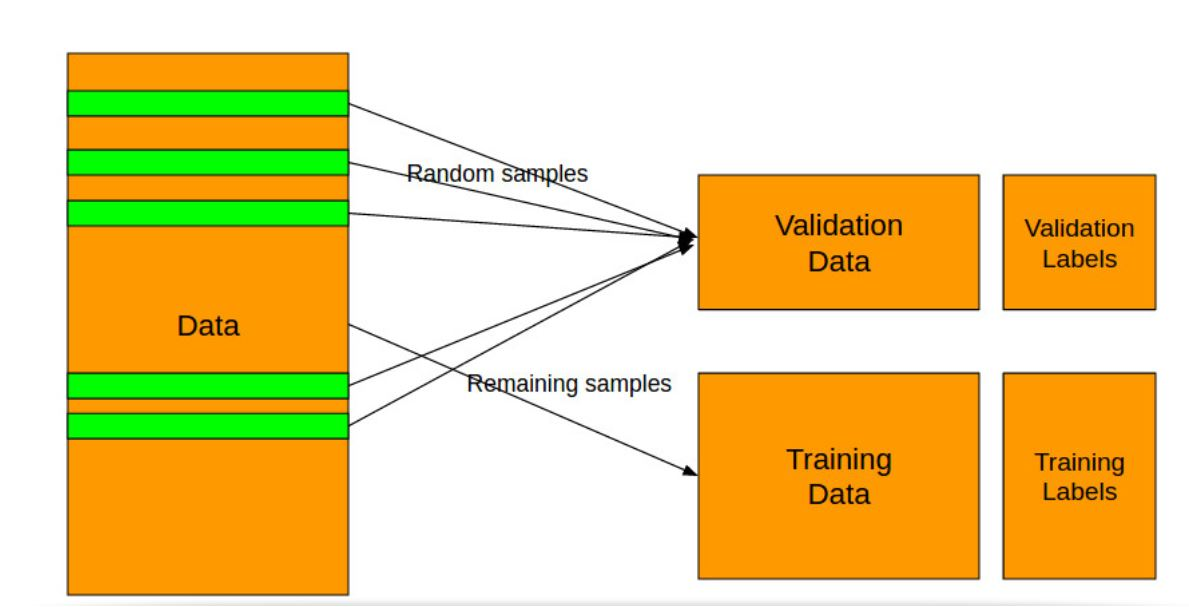 Random samples
Validation
Data
Validation
Labels
Data
Remaining samples
Training
Data
Training
Labels